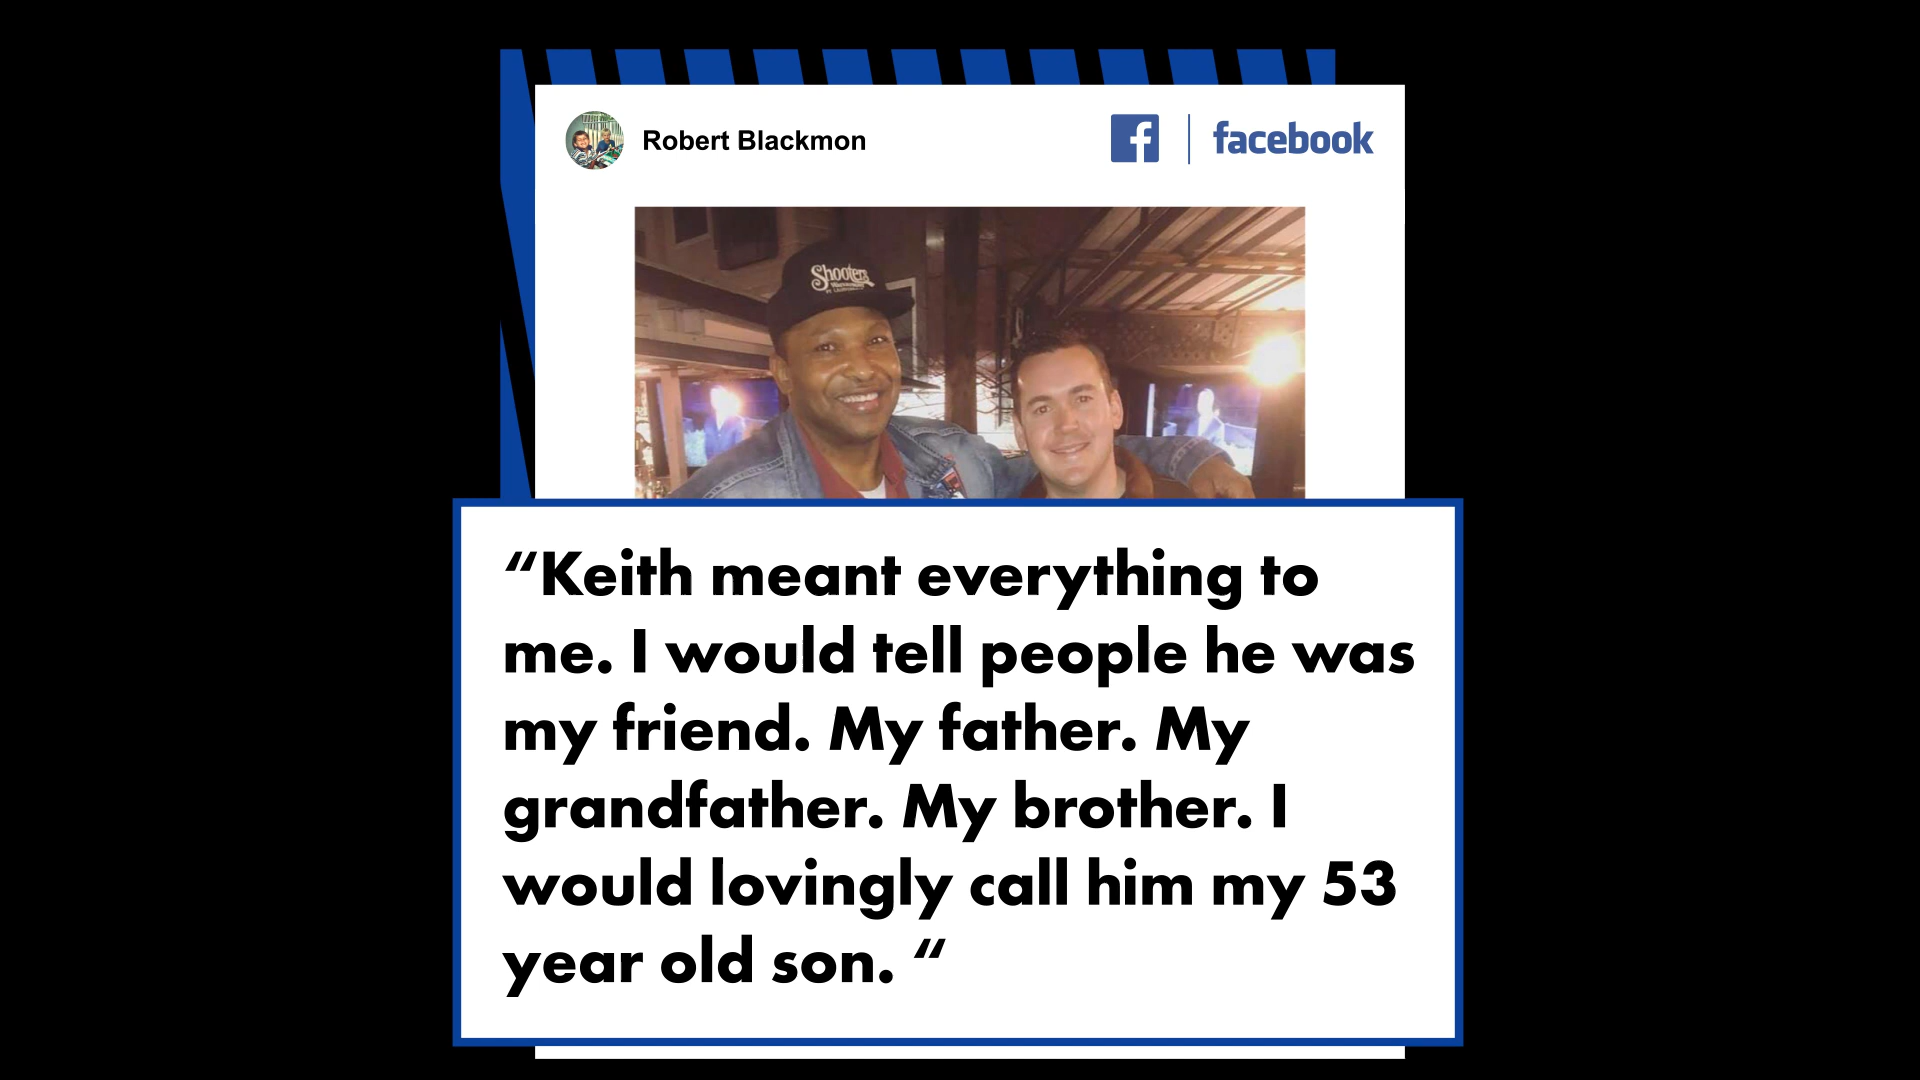 Robert Blackmon
facebook
Shooters
“Keith meant everything to
me. I would tell people he was
my friend. My father. My
grandfather. My brother. I
would lovingly call him my 53
year old son. “